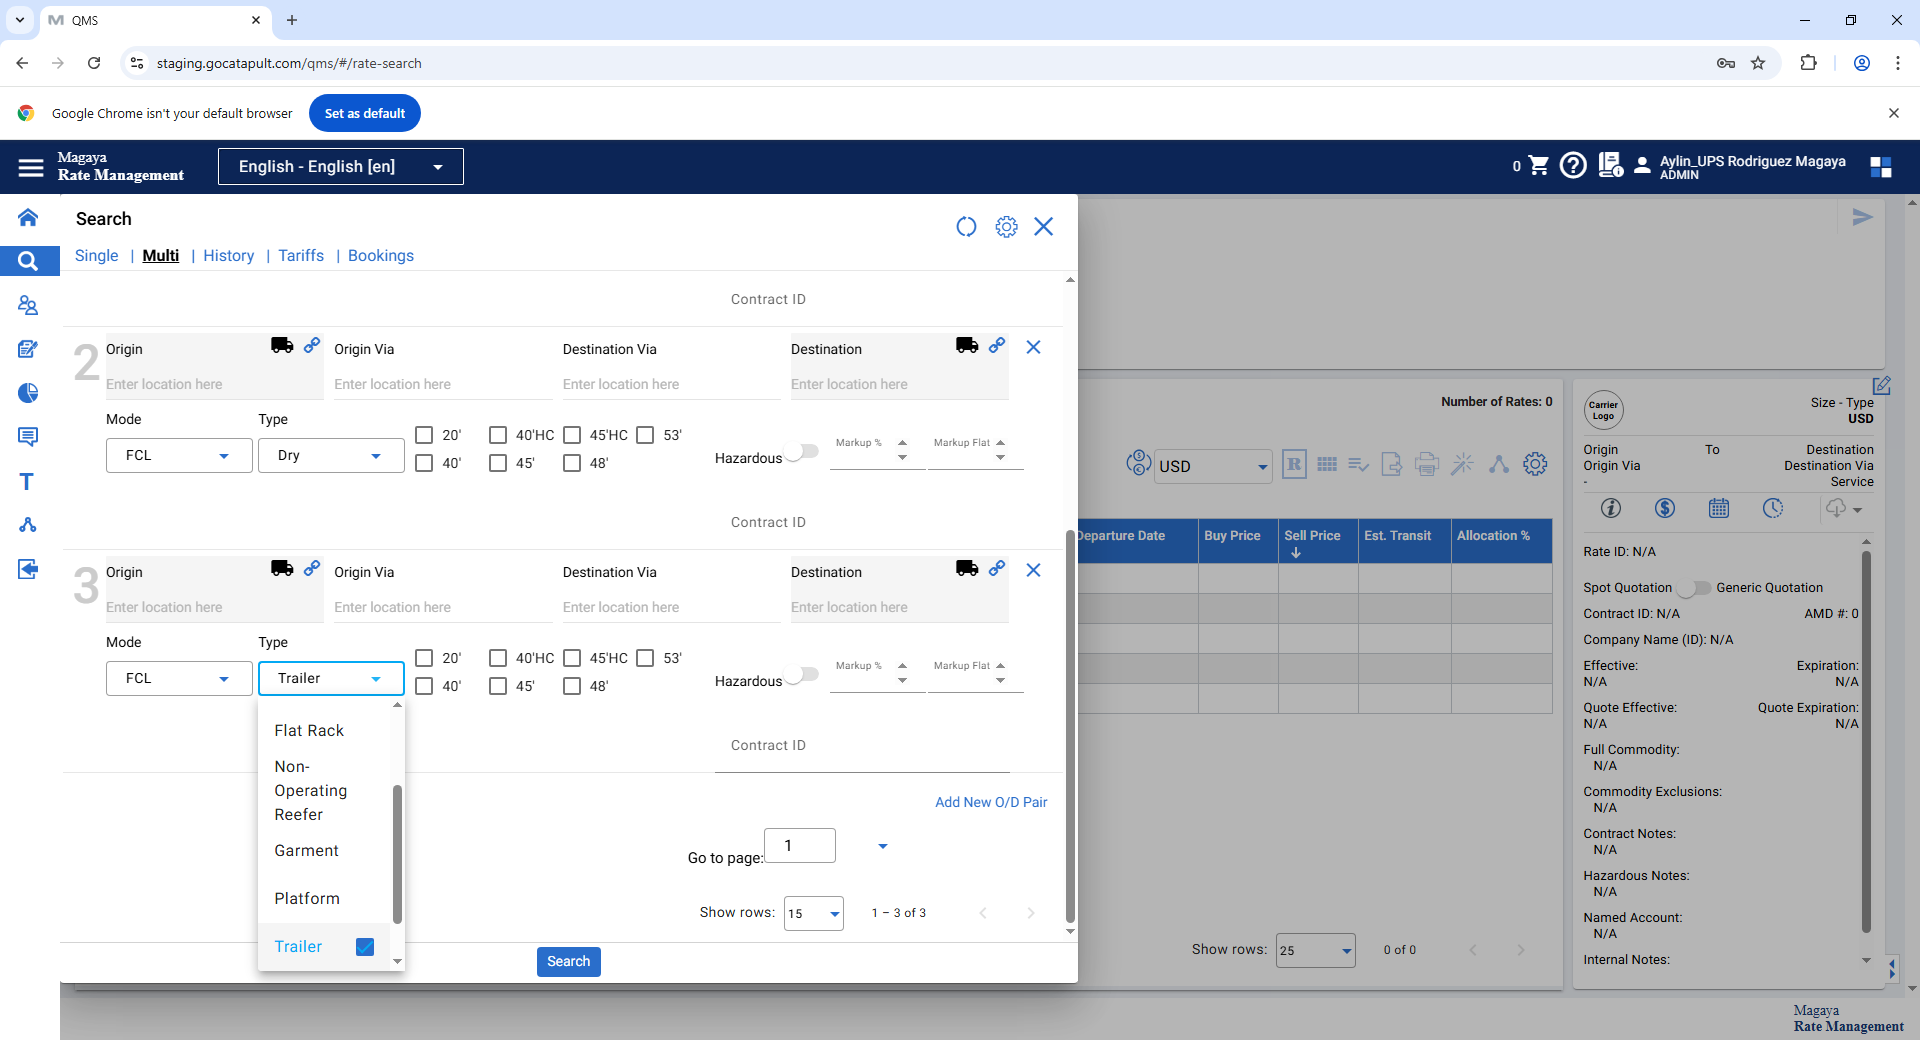 QMS
staging.gocatapult.com/qms/#/rate-search
Google Chrome isn't your default browser
Set as default
Magaya
Rate Management
English - English [en]
0
Aylin_UPS Rodriguez Magaya
ADMIN
Search
Single | Multi | History | Tariffs | Bookings
Contract ID
2
Origin
Origin Via
Destination Via
Destination
Enter location here
Enter location here
Enter location here
Enter location here
Mode
Type
FCL
Dry
20'
40'HC
45'HC
53'
40'
45'
48'
Hazardous
Markup %
Markup Flat
Contract ID
3
Origin
Origin Via
Destination Via
Destination
Enter location here
Enter location here
Enter location here
Enter location here
Mode
Type
FCL
Trailer
20'
40'HC
45'HC
53'
40'
45'
48'
Hazardous
Markup %
Markup Flat
Flat Rack
Non-
Operating
Reefer
Garment
Platform
Trailer
Contract ID
Add New O/D Pair
Go to page:
1
Show rows:
15
1 – 3 of 3
Search
Number of Rates: 0
USD
R
Departure Date
Buy Price
Sell Price
Est. Transit
Allocation %
Show rows:
25
0 of 0
Carrier
Logo
Size - Type
USD
Origin
To
Destination
Origin Via
Destination Via
-
Service
Rate ID: N/A
Spot Quotation
Generic Quotation
Contract ID: N/A
AMD #: 0
Company Name (ID): N/A
Effective:
Expiration:
N/A
N/A
Quote Effective:
Quote Expiration:
N/A
N/A
Full Commodity:
N/A
Commodity Exclusions:
N/A
Contract Notes:
N/A
Hazardous Notes:
N/A
Named Account:
N/A
Internal Notes:
Magaya
Rate Management